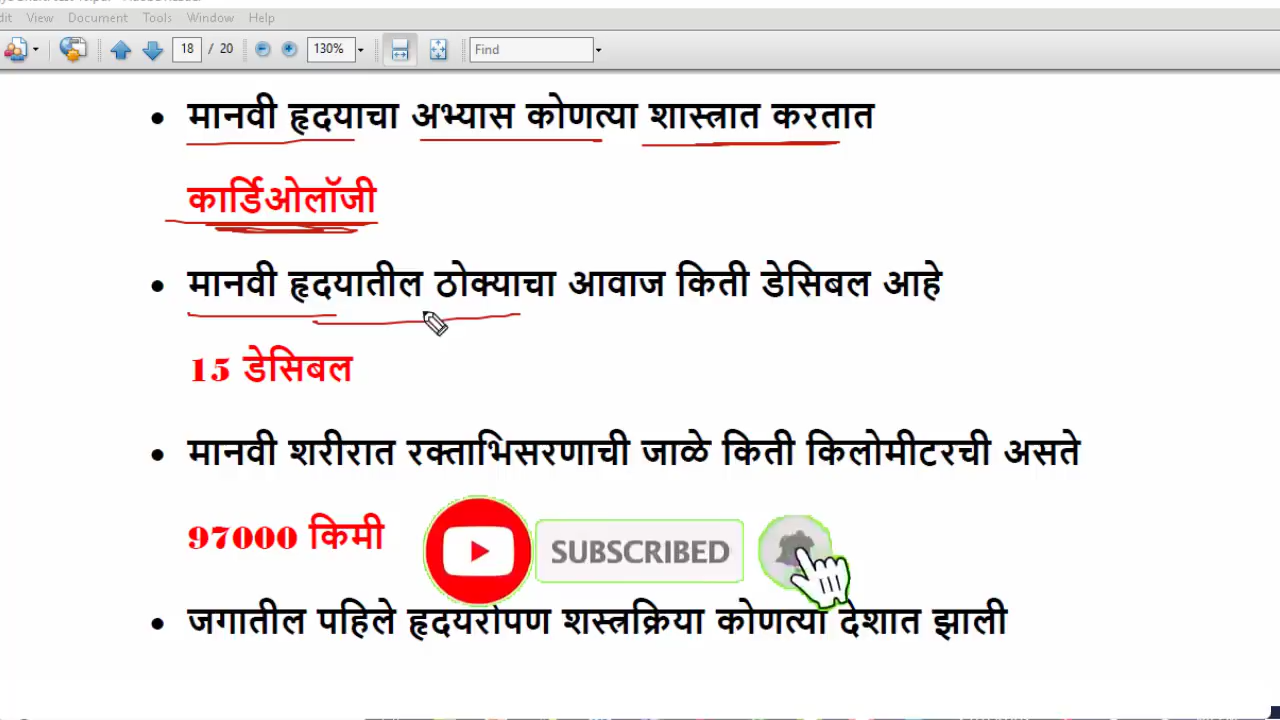 View Document Tools Window Help
18 / 20 130% Find
• मानवी हृदयाचा अभ्यास कोणत्या शास्त्रात करतात
कार्डिओलॉजी
• मानवी हृदयातील ठोक्याचा आवाज किती डेसिबल आहे
15 डेसिबल
• मानवी शरीरात रक्ताभिसरणाची जाळे किती किलोमीटरची असते
97000 किमी
SUBSCRIBED
• जगातील पहिले हृदयरोपण शस्त्रक्रिया कोणत्या देशात झाली